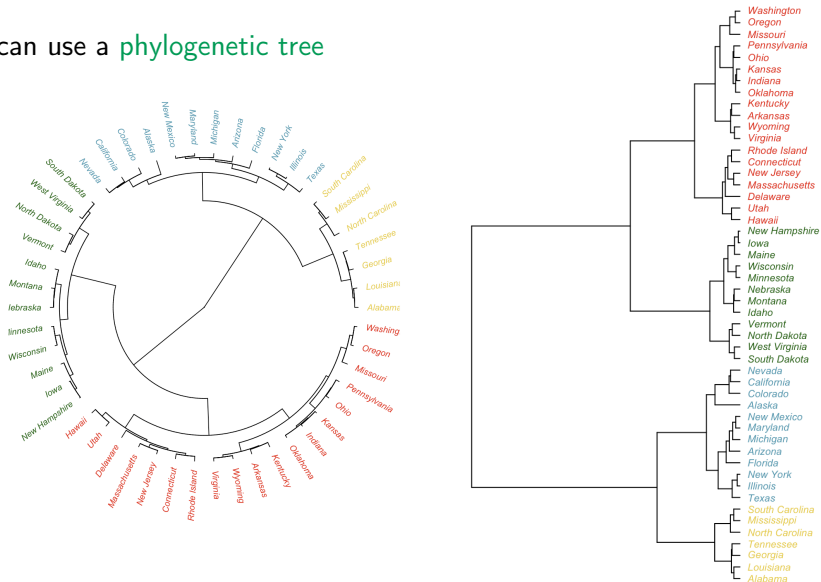 can use a phylogenetic tree
New Mexico
Maryland
Michigan
Arizona
Florida
New York
Illinois
Texas
South Carolina
Mississippi
North Carolina
Tennessee
Georgia
Louisiana
Alabama
Washing
Oregon
Missouri
Pennsylvania
Ohio
Kansas
Indiana
Oklahoma
Kentucky
Arkansas
Wyoming
Virginia
Rhode Island
Connecticut
New Jersey
Massachusetts
Delaware
Utah
Hawaii
New Hampshire
Iowa
Maine
Wisconsin
linnesota
lebraska
Montana
Idaho
Vermont
North Dakota
West Virginia
South Dakota
Nevada
California
Colorado
Alaska
Washington
Oregon
Missouri
Pennsylvania
Ohio
Kansas
Indiana
Oklahoma
Kentucky
Arkansas
Wyoming
Virginia
Rhode Island
Connecticut
New Jersey
Massachusetts
Delaware
Utah
Hawaii
New Hampshire
Iowa
Maine
Wisconsin
Minnesota
Nebraska
Montana
Idaho
Vermont
North Dakota
West Virginia
South Dakota
Nevada
California
Colorado
Alaska
New Mexico
Maryland
Michigan
Arizona
Florida
New York
Illinois
Texas
South Carolina
Mississippi
North Carolina
Tennessee
Georgia
Louisiana
Alabama